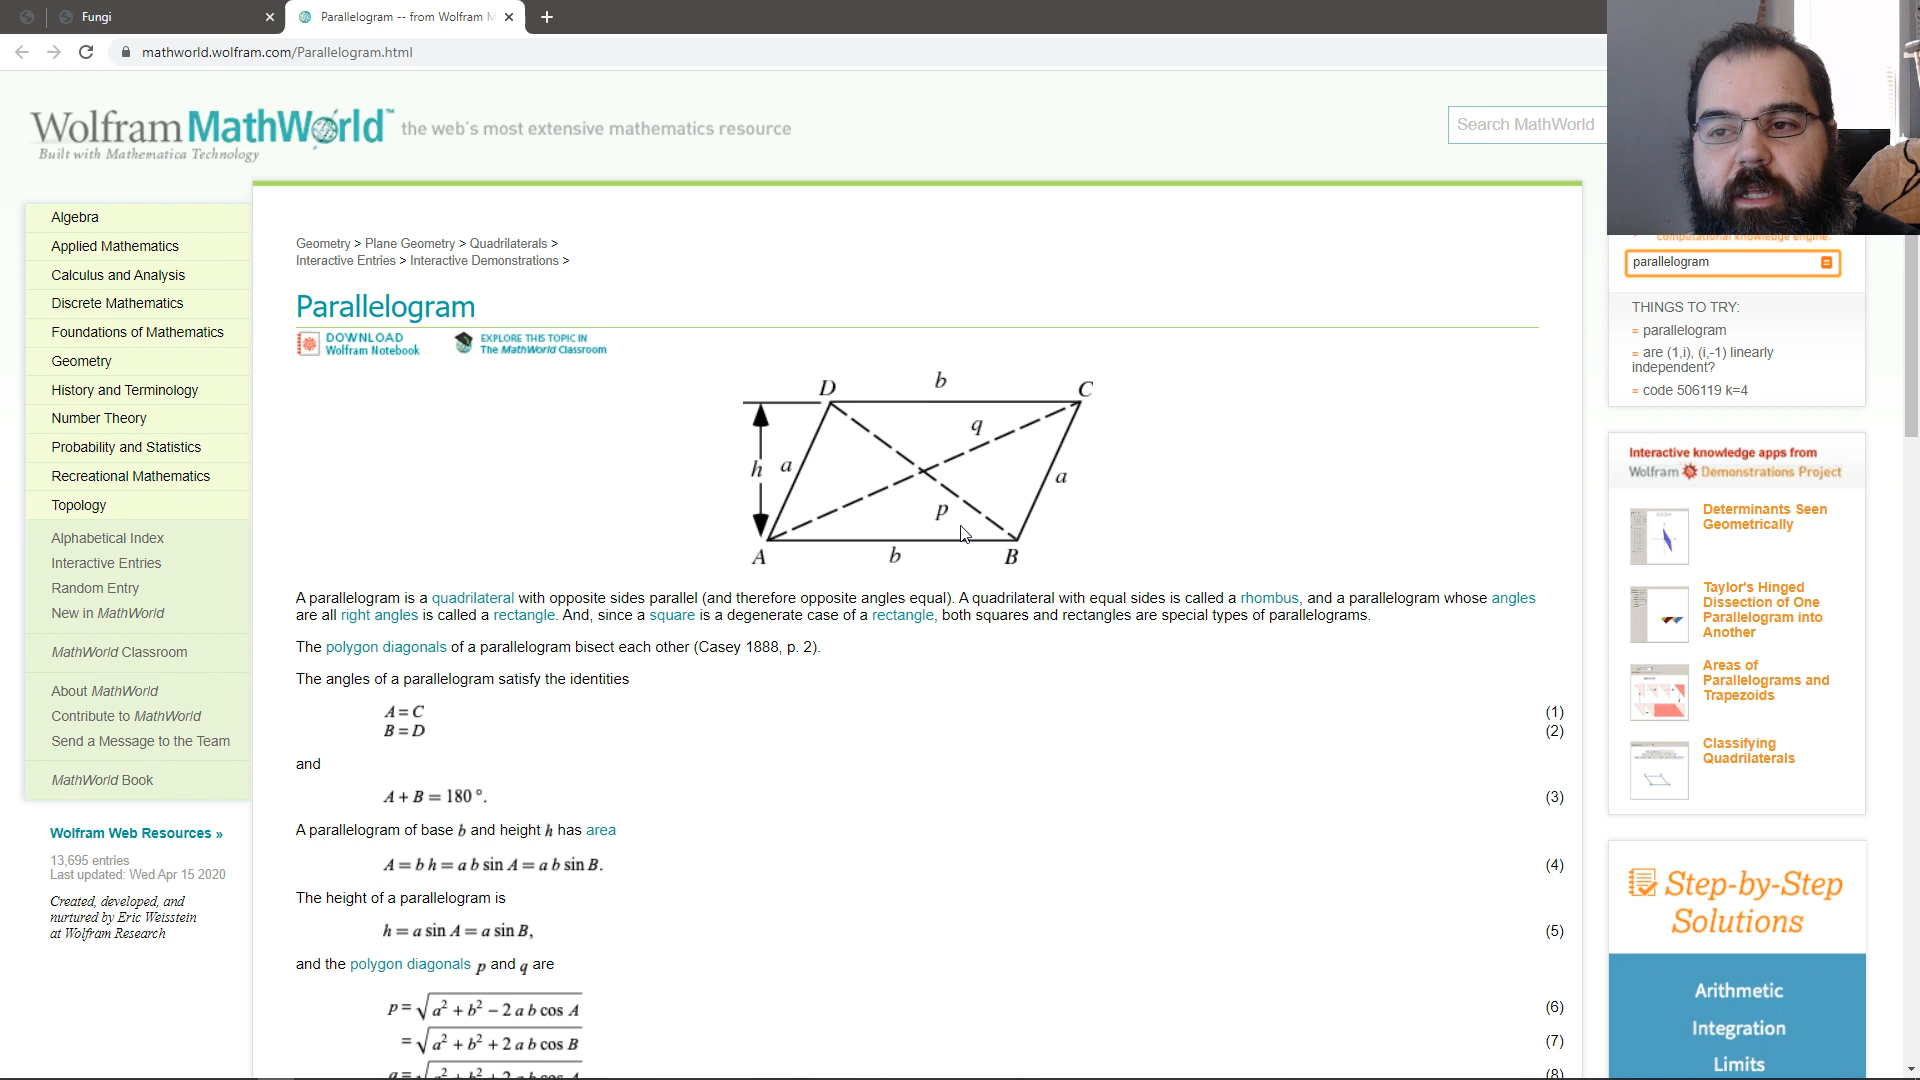 Fungi
Parallelogram -- from Wolfram M
mathworld.wolfram.com/Parallelogram.html
Wolfram MathWorld™ the web's most extensive mathematics resource
Built with Mathematica Technology
Search MathWorld
Algebra
Applied Mathematics
Calculus and Analysis
Discrete Mathematics
Foundations of Mathematics
Geometry
History and Terminology
Number Theory
Probability and Statistics
Recreational Mathematics
Topology
Alphabetical Index
Interactive Entries
Random Entry
New in MathWorld
MathWorld Classroom
About MathWorld
Contribute to MathWorld
Send a Message to the Team
MathWorld Book
Wolfram Web Resources »
13,695 entries
Last updated: Wed Apr 15 2020
Created, developed, and
nurtured by Eric Weisstein
at Wolfram Research
Geometry > Plane Geometry > Quadrilaterals >
Interactive Entries > Interactive Demonstrations >
Parallelogram
DOWNLOAD
Wolfram Notebook
EXPLORE THIS TOPIC IN
The MathWorld Classroom
D b C
q
h a a
p
A b B
A parallelogram is a quadrilateral with opposite sides parallel (and therefore opposite angles equal). A quadrilateral with equal sides is called a rhombus, and a parallelogram whose angles
are all right angles is called a rectangle. And, since a square is a degenerate case of a rectangle, both squares and rectangles are special types of parallelograms.
The polygon diagonals of a parallelogram bisect each other (Casey 1888, p. 2).
The angles of a parallelogram satisfy the identities
A = C (1)
B = D (2)
and
A + B = 180 °. (3)
A parallelogram of base b and height h has area
A = b h = a b sin A = a b sin B. (4)
The height of a parallelogram is
h = a sin A = a sin B, (5)
and the polygon diagonals p and q are
p = √a² + b² − 2 a b cos A (6)
= √a² + b² + 2 a b cos B (7)
(8)
computational knowledge engine.
parallelogram
THINGS TO TRY:
= parallelogram
= are (1,i), (i,-1) linearly
independent?
= code 506119 k=4
Interactive knowledge apps from
Wolfram Demonstrations Project
Determinants Seen
Geometrically
Taylor's Hinged
Dissection of One
Parallelogram into
Another
Areas of
Parallelograms and
Trapezoids
Classifying
Quadrilaterals
Step-by-Step
Solutions
Arithmetic
Integration
Limits